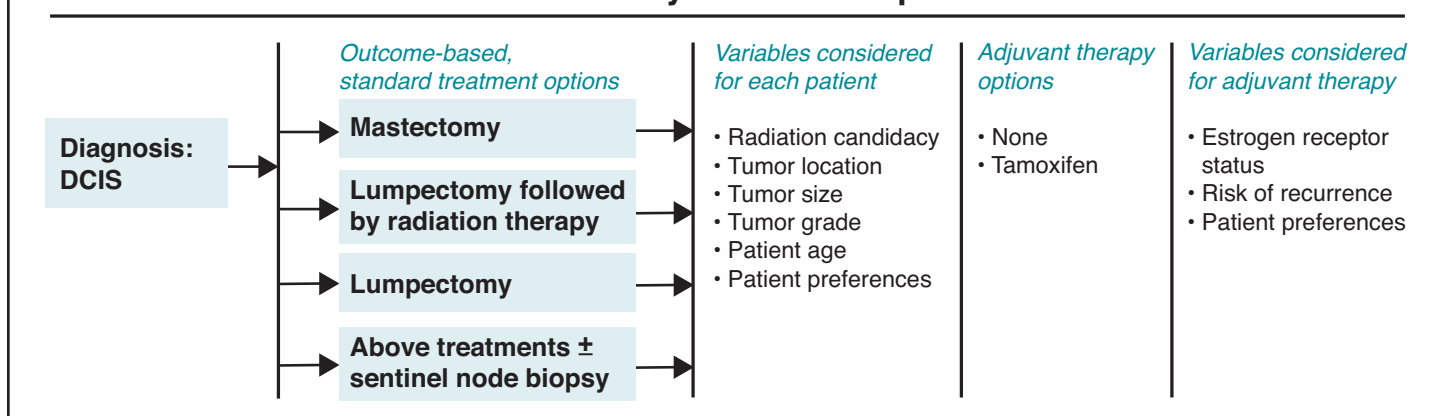 Diagnosis:
DCIS
Outcome-based,
standard treatment options
Mastectomy
Lumpectomy followed
by radiation therapy
Lumpectomy
Above treatments ±
sentinel node biopsy
Variables considered
for each patient
• Radiation candidacy
• Tumor location
• Tumor size
• Tumor grade
• Patient age
• Patient preferences
Adjuvant therapy
options
• None
• Tamoxifen
Variables considered
for adjuvant therapy
• Estrogen receptor
status
• Risk of recurrence
• Patient preferences